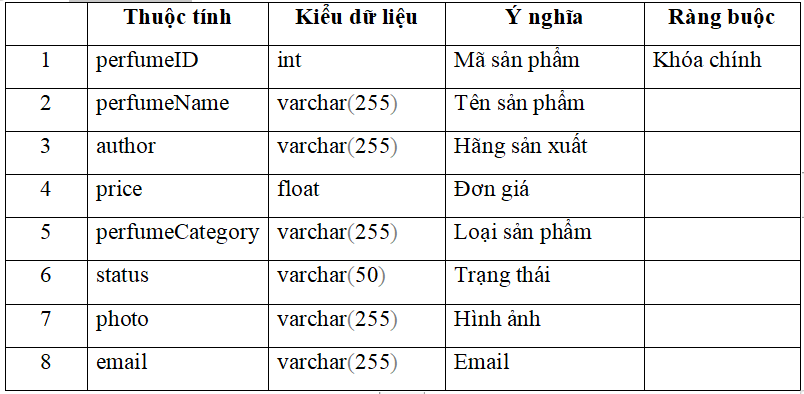 Thuộc tính Kiểu dữ liệu Ý nghĩa Ràng buộc
1 perfumeID int Mã sản phẩm Khóa chính
2 perfumeName varchar(255) Tên sản phẩm
3 author varchar(255) Hãng sản xuất
4 price float Đơn giá
5 perfumeCategory varchar(255) Loại sản phẩm
6 status varchar(50) Trạng thái
7 photo varchar(255) Hình ảnh
8 email varchar(255) Email